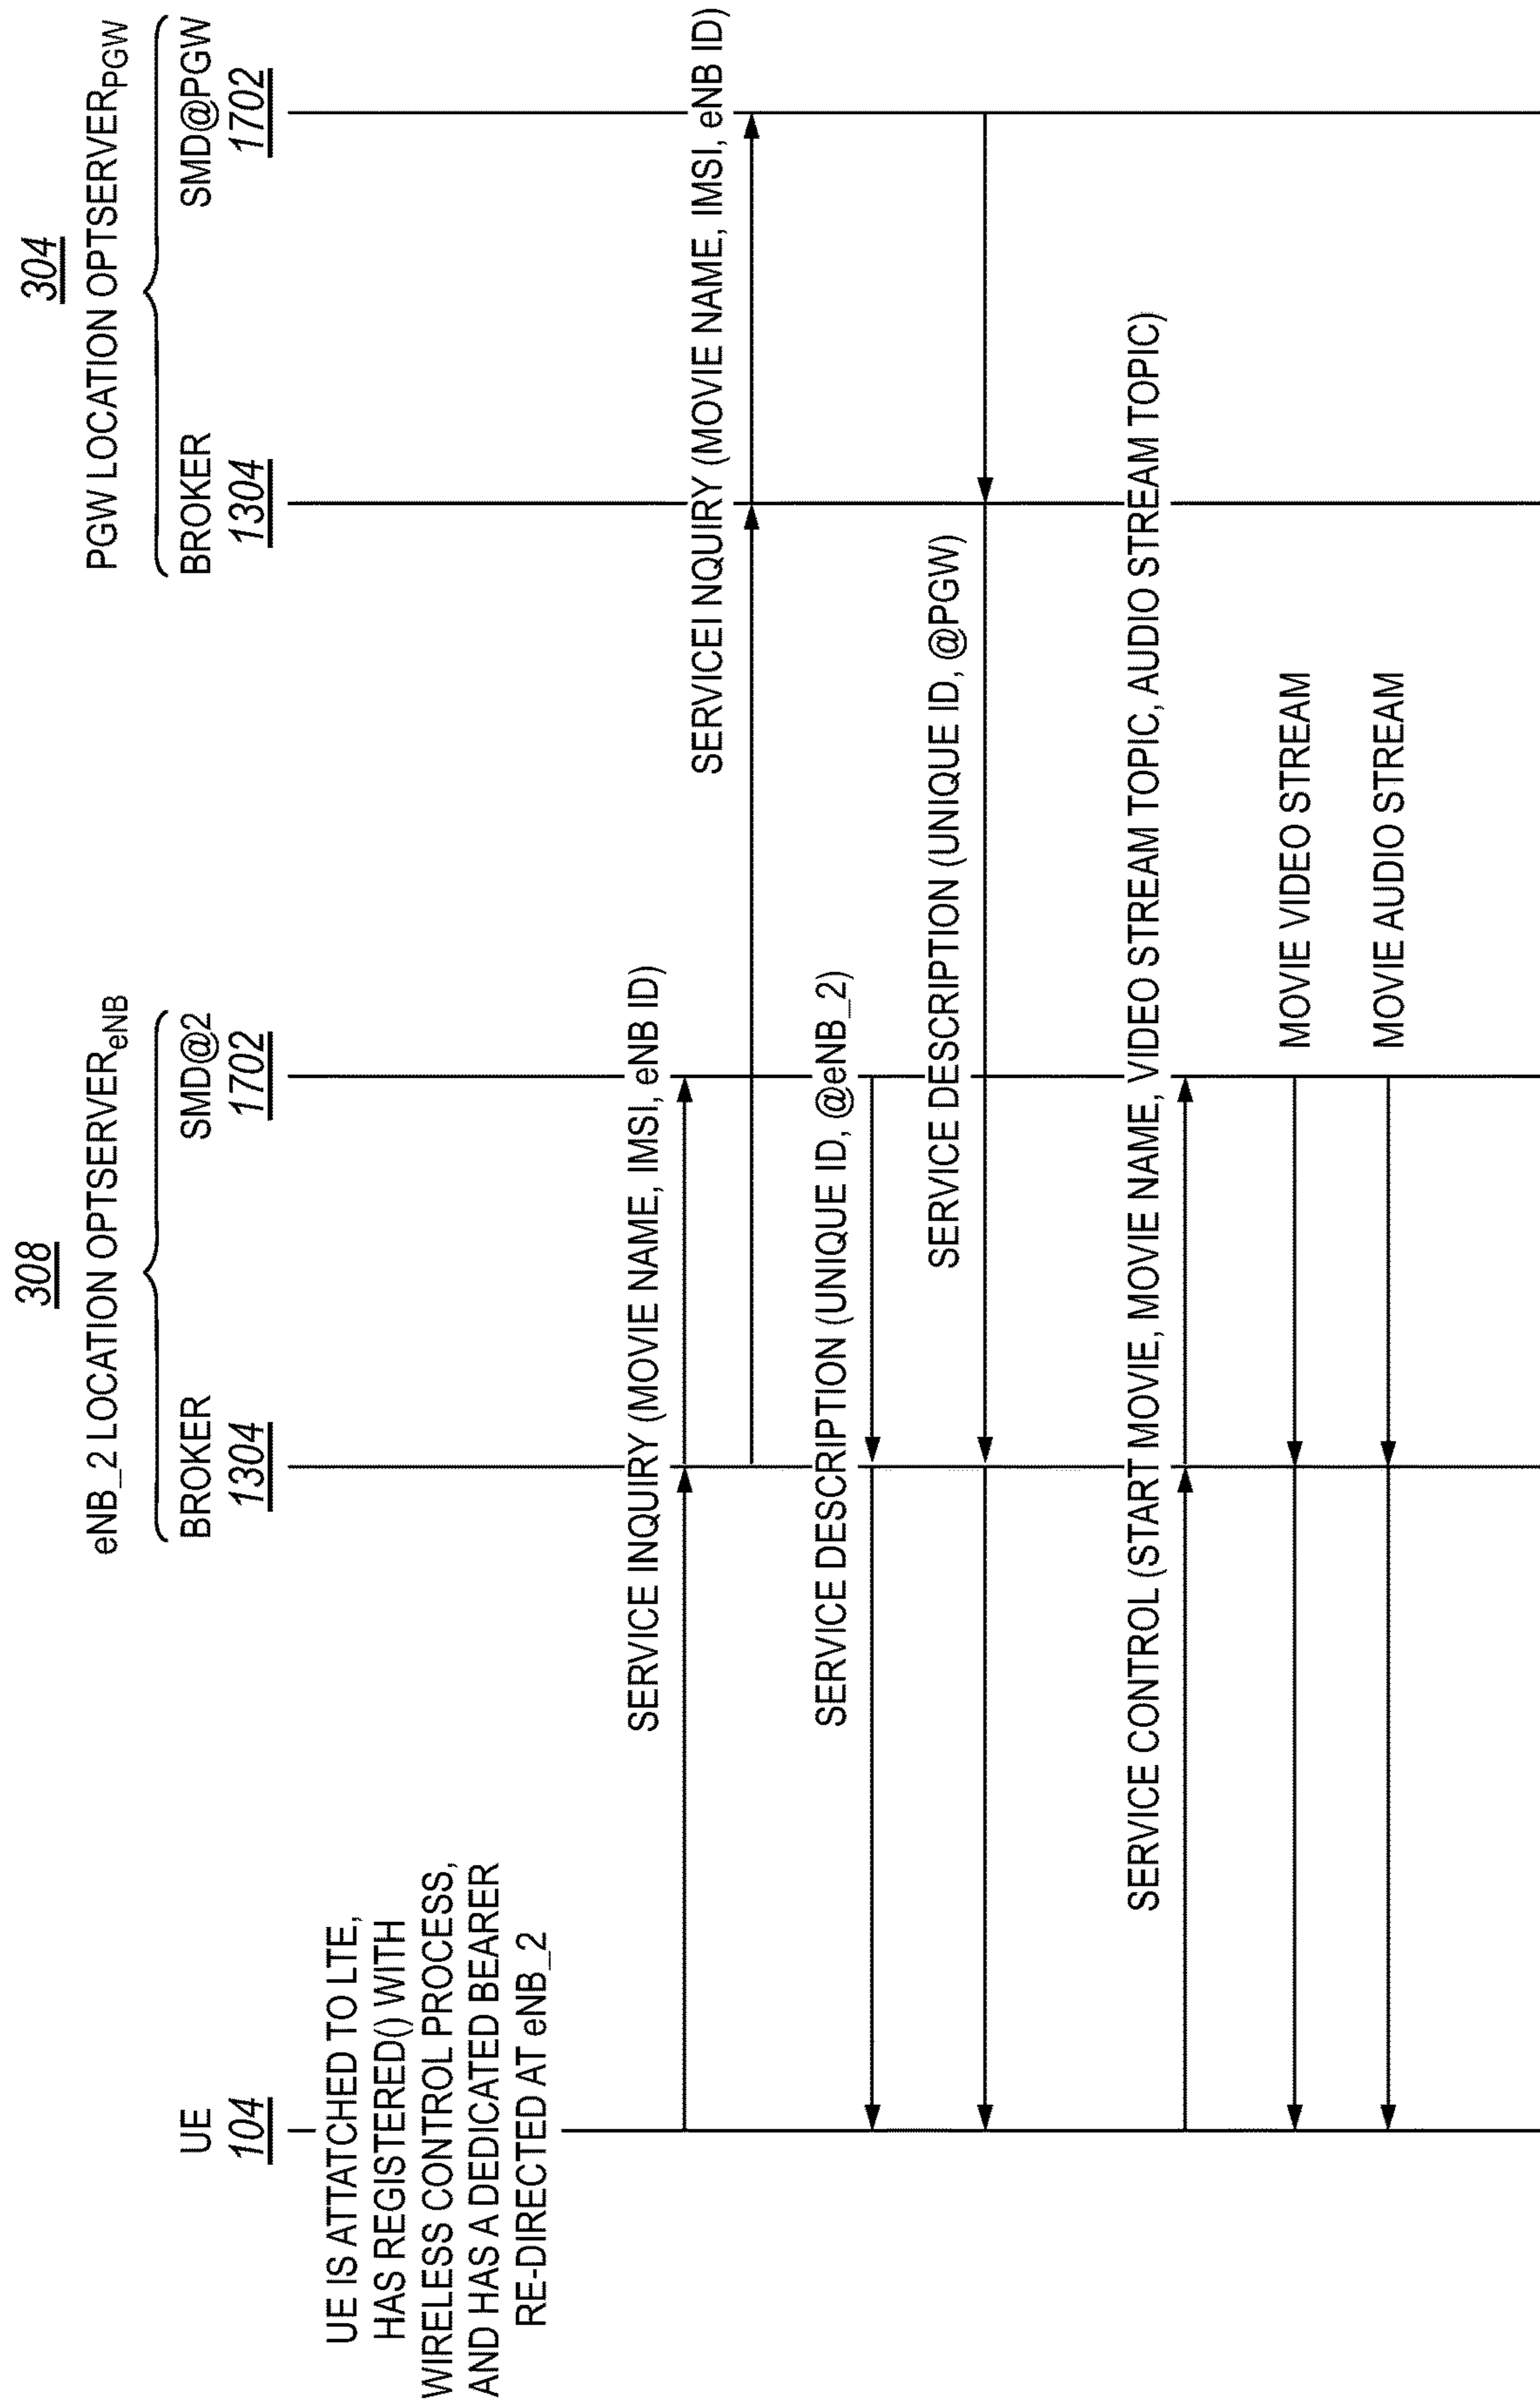 308
304
eNB_2 LOCATION OPTSERVEReNB
PGW LOCATION OPTSERVERPGW
UE
BROKER
SMD@2
BROKER
SMD@PGW
104
1304
1702
1304
1702
UE IS ATTATCHED TO LTE,
HAS REGISTERED() WITH
WIRELESS CONTROL PROCESS,
AND HAS A DEDICATED BEARER
RE-DIRECTED AT eNB_2
SERVICE INQUIRY (MOVIE NAME, IMSI, eNB ID)
SERVICEI NQUIRY (MOVIE NAME, IMSI, eNB ID)
SERVICE DESCRIPTION (UNIQUE ID, @eNB_2)
SERVICE DESCRIPTION (UNIQUE ID, @PGW)
SERVICE CONTROL (START MOVIE, MOVIE NAME, VIDEO STREAM TOPIC, AUDIO STREAM TOPIC)
MOVIE VIDEO STREAM
MOVIE AUDIO STREAM